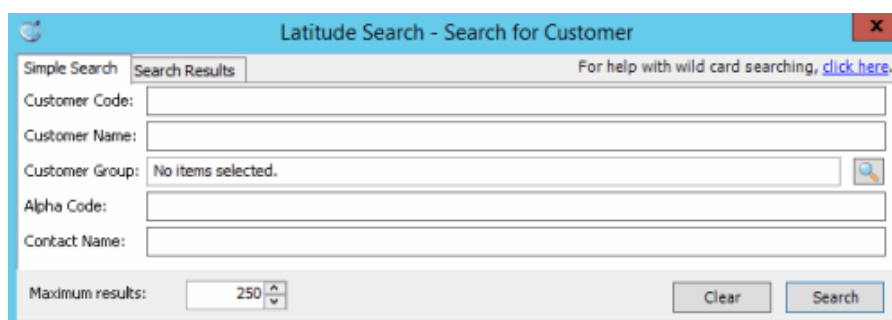 Latitude Search - Search for Customer
x
Simple Search Search Results For help with wild card searching, click here.
Customer Code:
Customer Name:
Customer Group: No items selected.
Alpha Code:
Contact Name:
Maximum results: 250 Clear Search